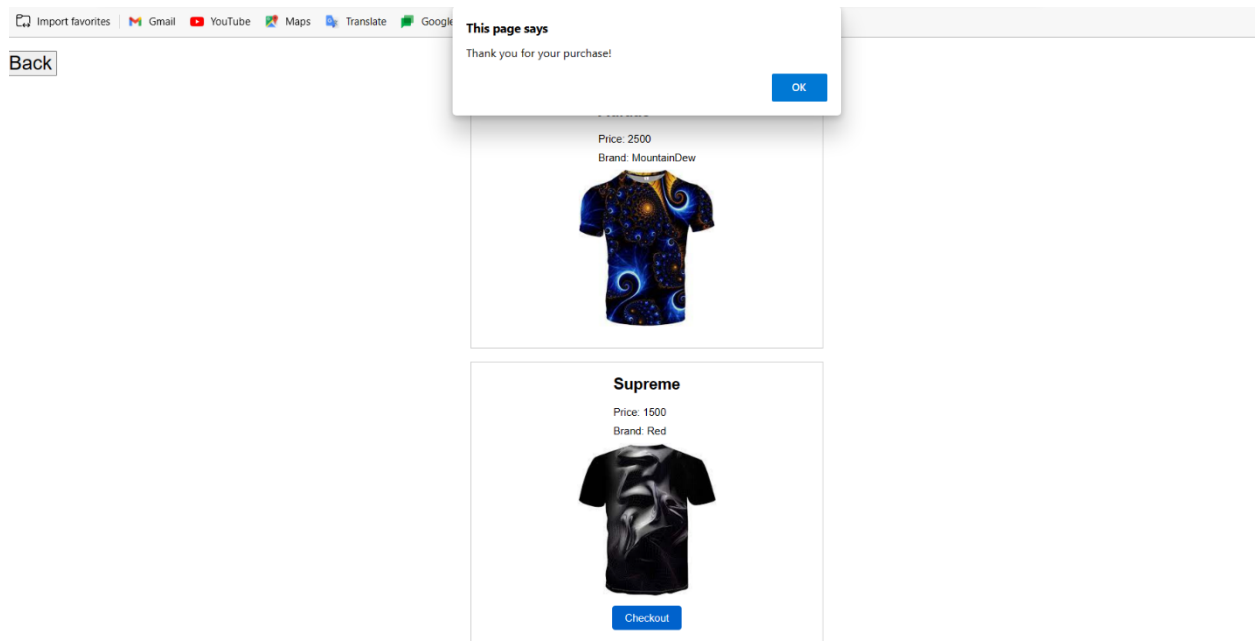 Import favorites Gmail YouTube Maps Translate Google
This page says
Thank you for your purchase!
OK
Back
Price: 2500
Brand: MountainDew
Supreme
Price: 1500
Brand: Red
Checkout